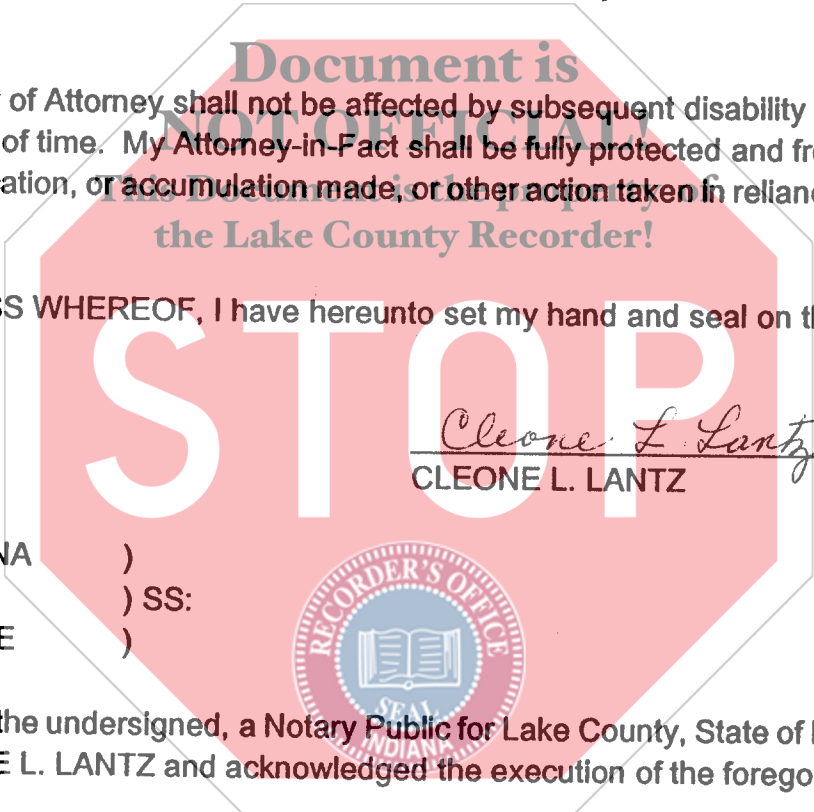 Document is
of Attorney shall not be affected by subsequent disability
NOT OFFICIAL
of time. My Attorney-in-Fact shall be fully protected and fr
ation, or accumulation made, or other action taken in relianc
This Document is the property of
the Lake County Recorder!
SS WHEREOF, I have hereunto set my hand and seal on th
STOP
Cleone L Lantz
CLEONE L. LANTZ
NA )
) SS:
E )
RECORDER'S OFFICE
SEAL
INDIANA
the undersigned, a Notary Public for Lake County, State of
E L. LANTZ and acknowledged the execution of the forego